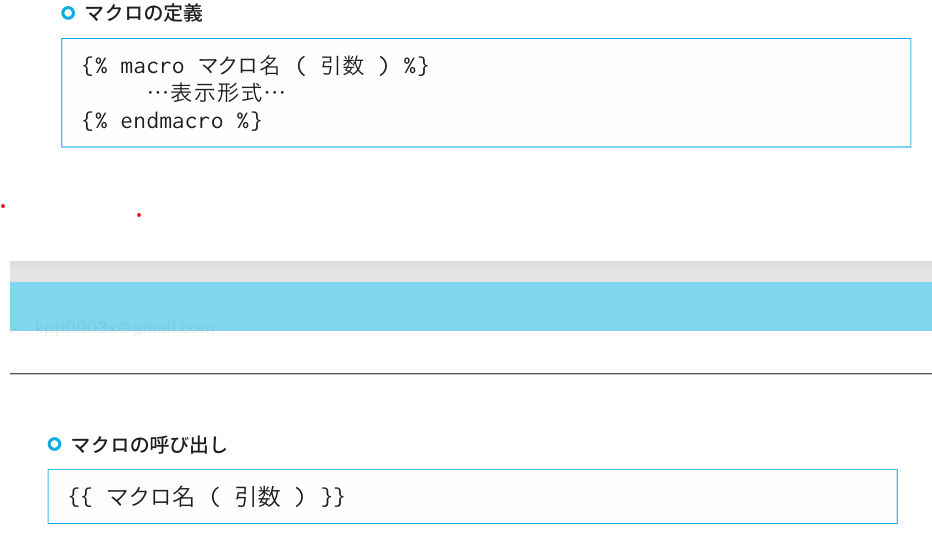 マクロの定義
{% macro マクロ名 ( 引数 ) %}
…表示形式…
{% endmacro %}
: kpp0903x@gmail.com
マクロの呼び出し
{{ マクロ名 ( 引数 ) }}